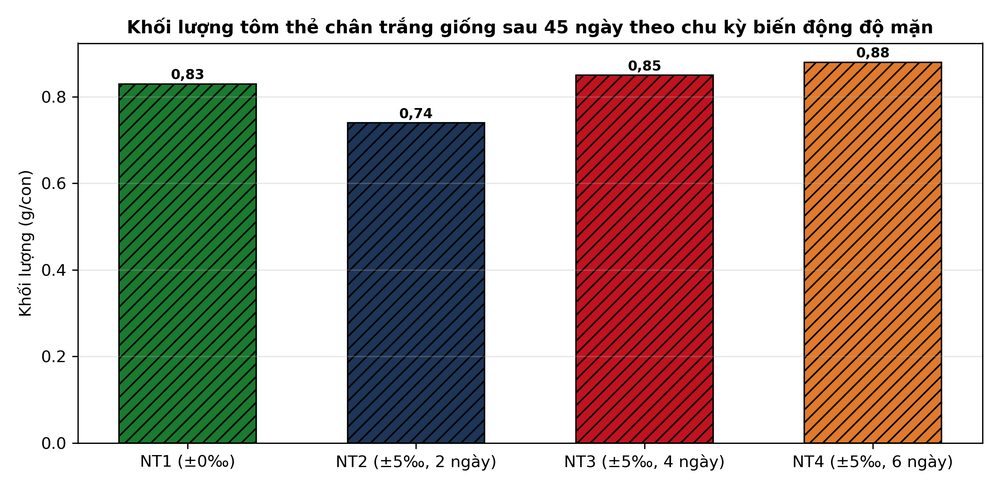 Khối lượng tôm thẻ chân trắng giống sau 45 ngày theo chu kỳ biến động độ mặn
Khối lượng (g/con)
0.8
0.6
0.4
0.2
0.0
0,83
0,74
0,85
0,88
NT1 (±0‰)
NT2 (±5‰, 2 ngày)
NT3 (±5‰, 4 ngày)
NT4 (±5‰, 6 ngày)